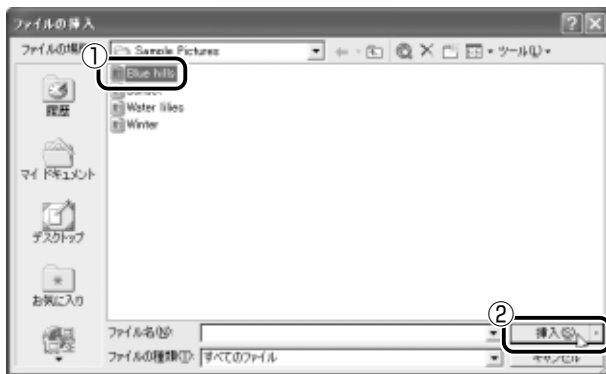 ファイルの挿入
ファイルの場所 Sample Pictures ツール(L)
①
Blue hills
Sunset
Water lilies
Winter
履歴
マイ ドキュメント
デスクトップ
お気に入り
②
ファイル名(N): 挿入(S)
ファイルの種類(T): すべてのファイル キャンセル